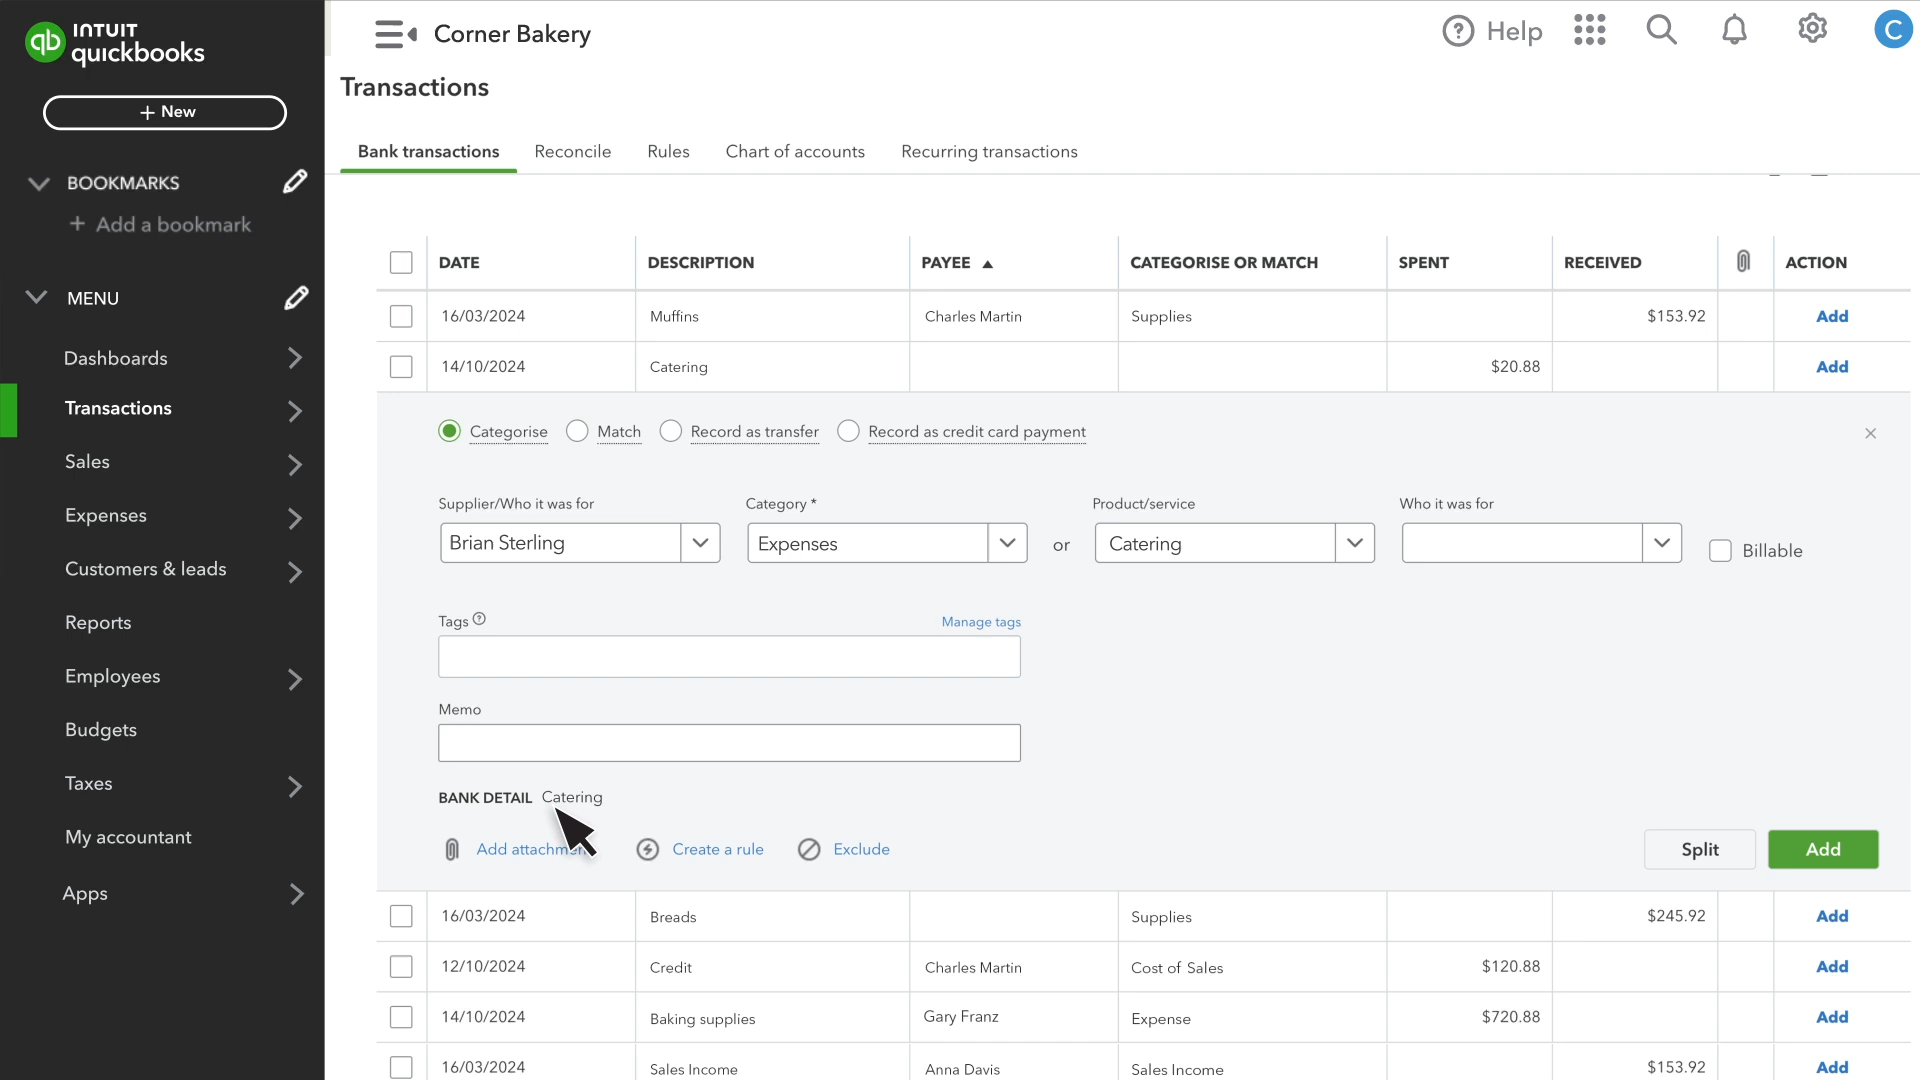 INTUIT
quickbooks
+ New
BOOKMARKS
+ Add a bookmark
MENU
Dashboards
Transactions
Sales
Expenses
Customers & leads
Reports
Employees
Budgets
Taxes
My accountant
Apps
Corner Bakery
Help
C
Transactions
Bank transactions Reconcile Rules Chart of accounts Recurring transactions
DATE DESCRIPTION PAYEE ▲ CATEGORISE OR MATCH SPENT RECEIVED ACTION
16/03/2024 Muffins Charles Martin Supplies $153.92 Add
14/10/2024 Catering $20.88 Add
Categorise Match Record as transfer Record as credit card payment
Supplier/Who it was for Category * Product/service Who it was for
Brian Sterling Expenses or Catering Billable
Tags Manage tags
Memo
BANK DETAIL Catering
Add attachment Create a rule Exclude Split Add
16/03/2024 Breads Supplies $245.92 Add
12/10/2024 Credit Charles Martin Cost of Sales $120.88 Add
14/10/2024 Baking supplies Gary Franz Expense $720.88 Add
16/03/2024 Sales Income Anna Davis Sales Income $153.92 Add